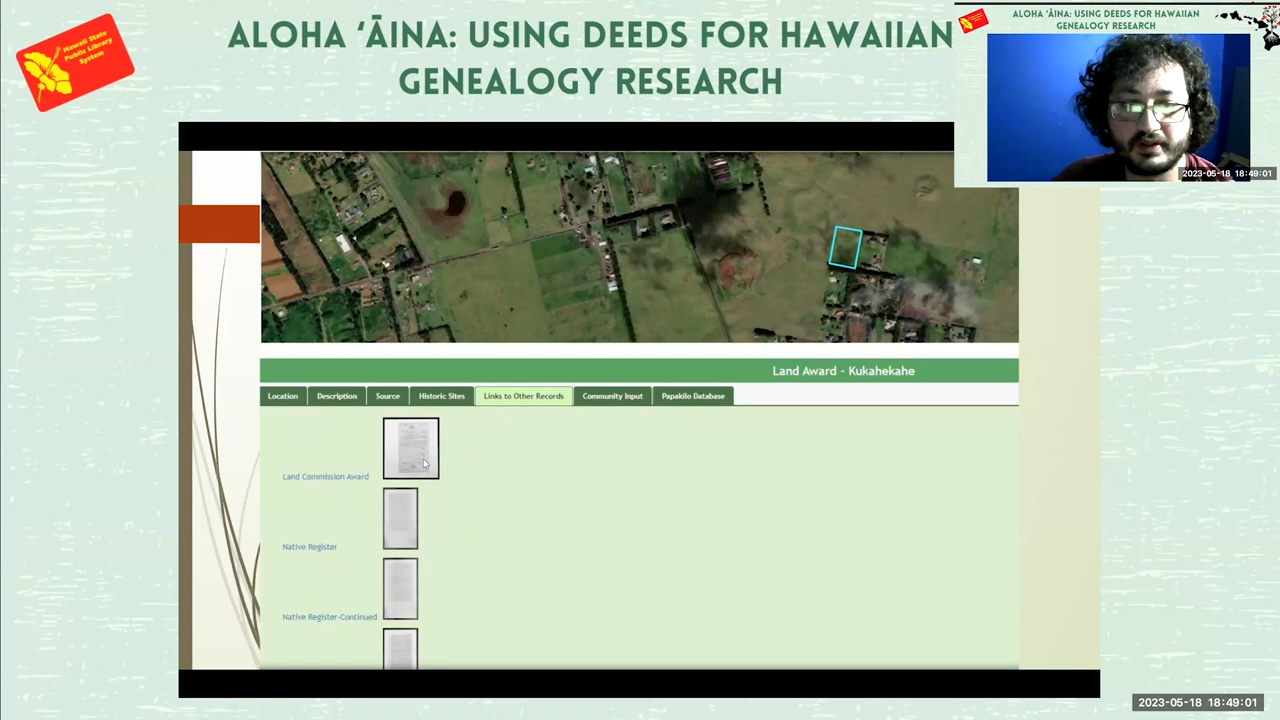 ALOHA ‘ĀINA: USING DEEDS FOR HAWAIIAN
GENEALOGY RESEARCH
Hawaii State
Public Library
System
ALOHA ‘ĀINA: USING DEEDS FOR HAWAIIAN
GENEALOGY RESEARCH
2023-05-18 18:49:01
Land Award - Kukahekahe
Location
Description
Source
Historic Sites
Links to Other Records
Community Input
Papakilo Database
Land Commission Award
Native Register
Native Register-Continued
2023-05-18 18:49:01